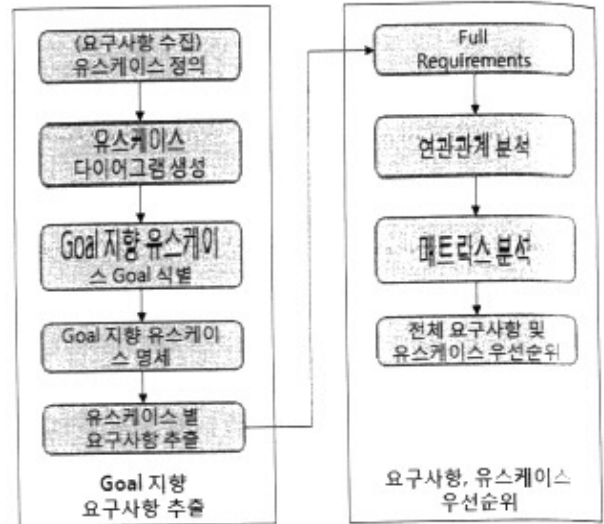 (요구사항 수집)
유스케이스 정의
유스케이스
다이어그램 생성
Goal 지향 유스케이
스 Goal 식별
Goal 지향 유스케이
스 명세
유스케이스 별
요구사항 추출
Goal 지향
요구사항 추출
Full
Requirements
연관관계 분석
매트릭스 분석
전체 요구사항 및
유스케이스 우선순위
요구사항, 유스케이스
우선순위